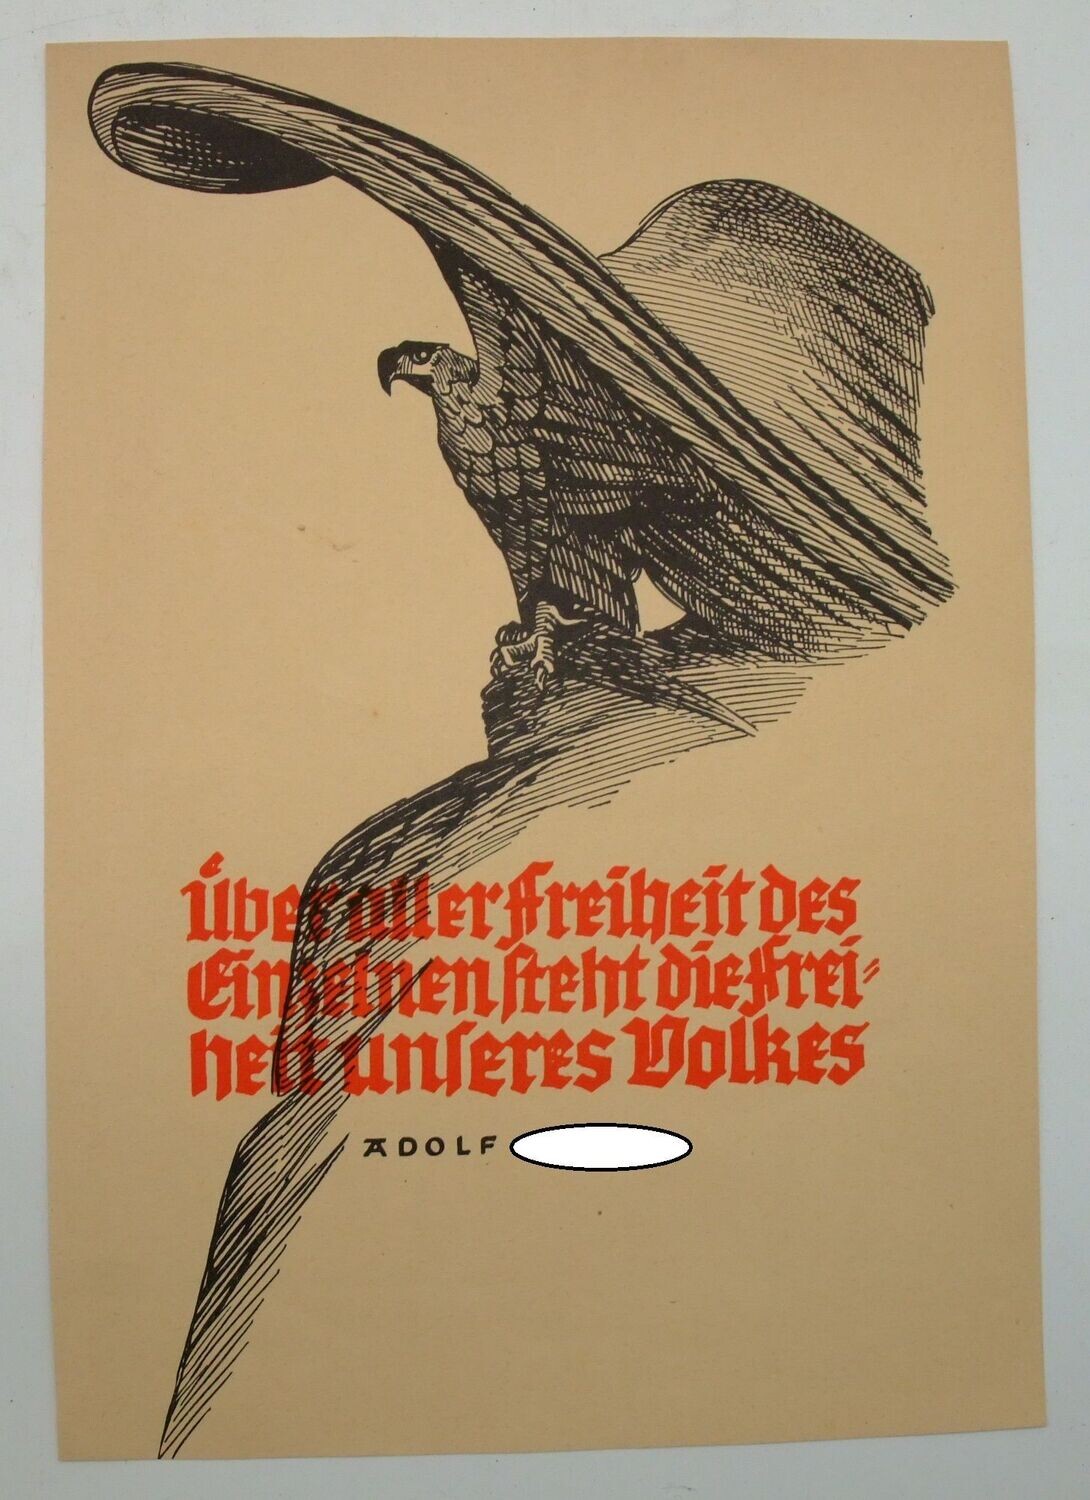 Über aller Freiheit des
Einzelnen steht die Frei-
heit unseres Volkes
ADOLF